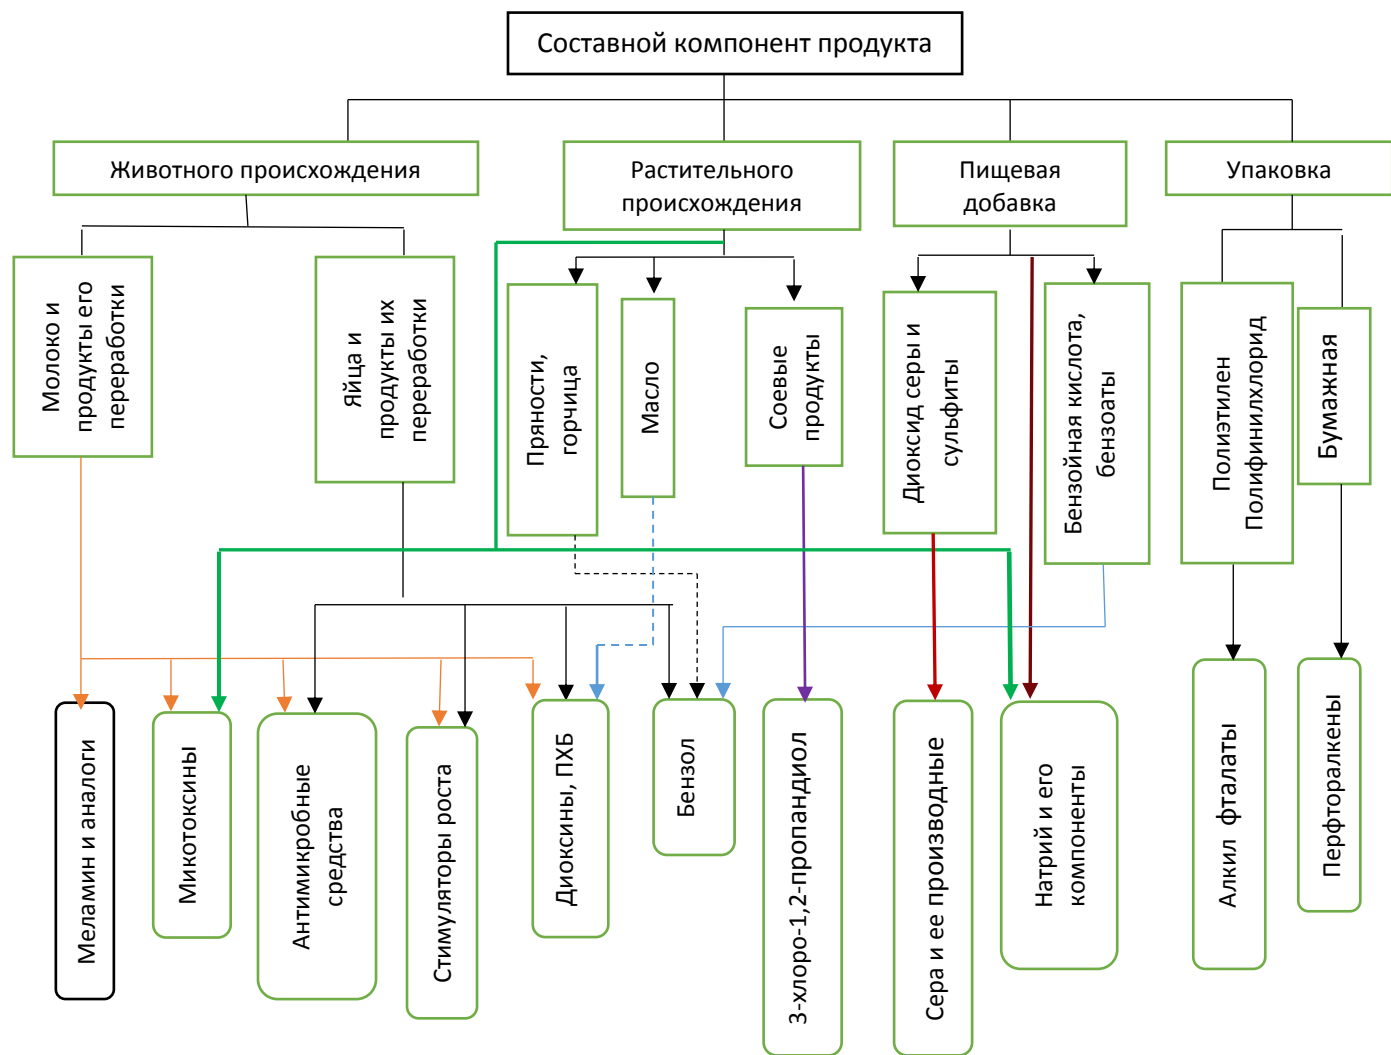 Составной компонент продукта
Животного происхождения
Растительного
происхождения
Пищевая
добавка
Упаковка
Молоко и
продукты его
переработки
Яйца и
продукты их
переработки
Пряности,
горчица
Масло
Соевые
продукты
Диоксид серы и
сульфиты
Бензойная кислота,
бензоаты
Полиэтилен
Полифинилхлорид
Бумажная
Меламин и аналоги
Микотоксины
Антимикробные
средства
Стимуляторы роста
Диоксины, ПХБ
Бензол
3-хлоро-1,2-пропандиол
Сера и ее производные
Натрий и его
компоненты
Алкил фталаты
Перфторалкены